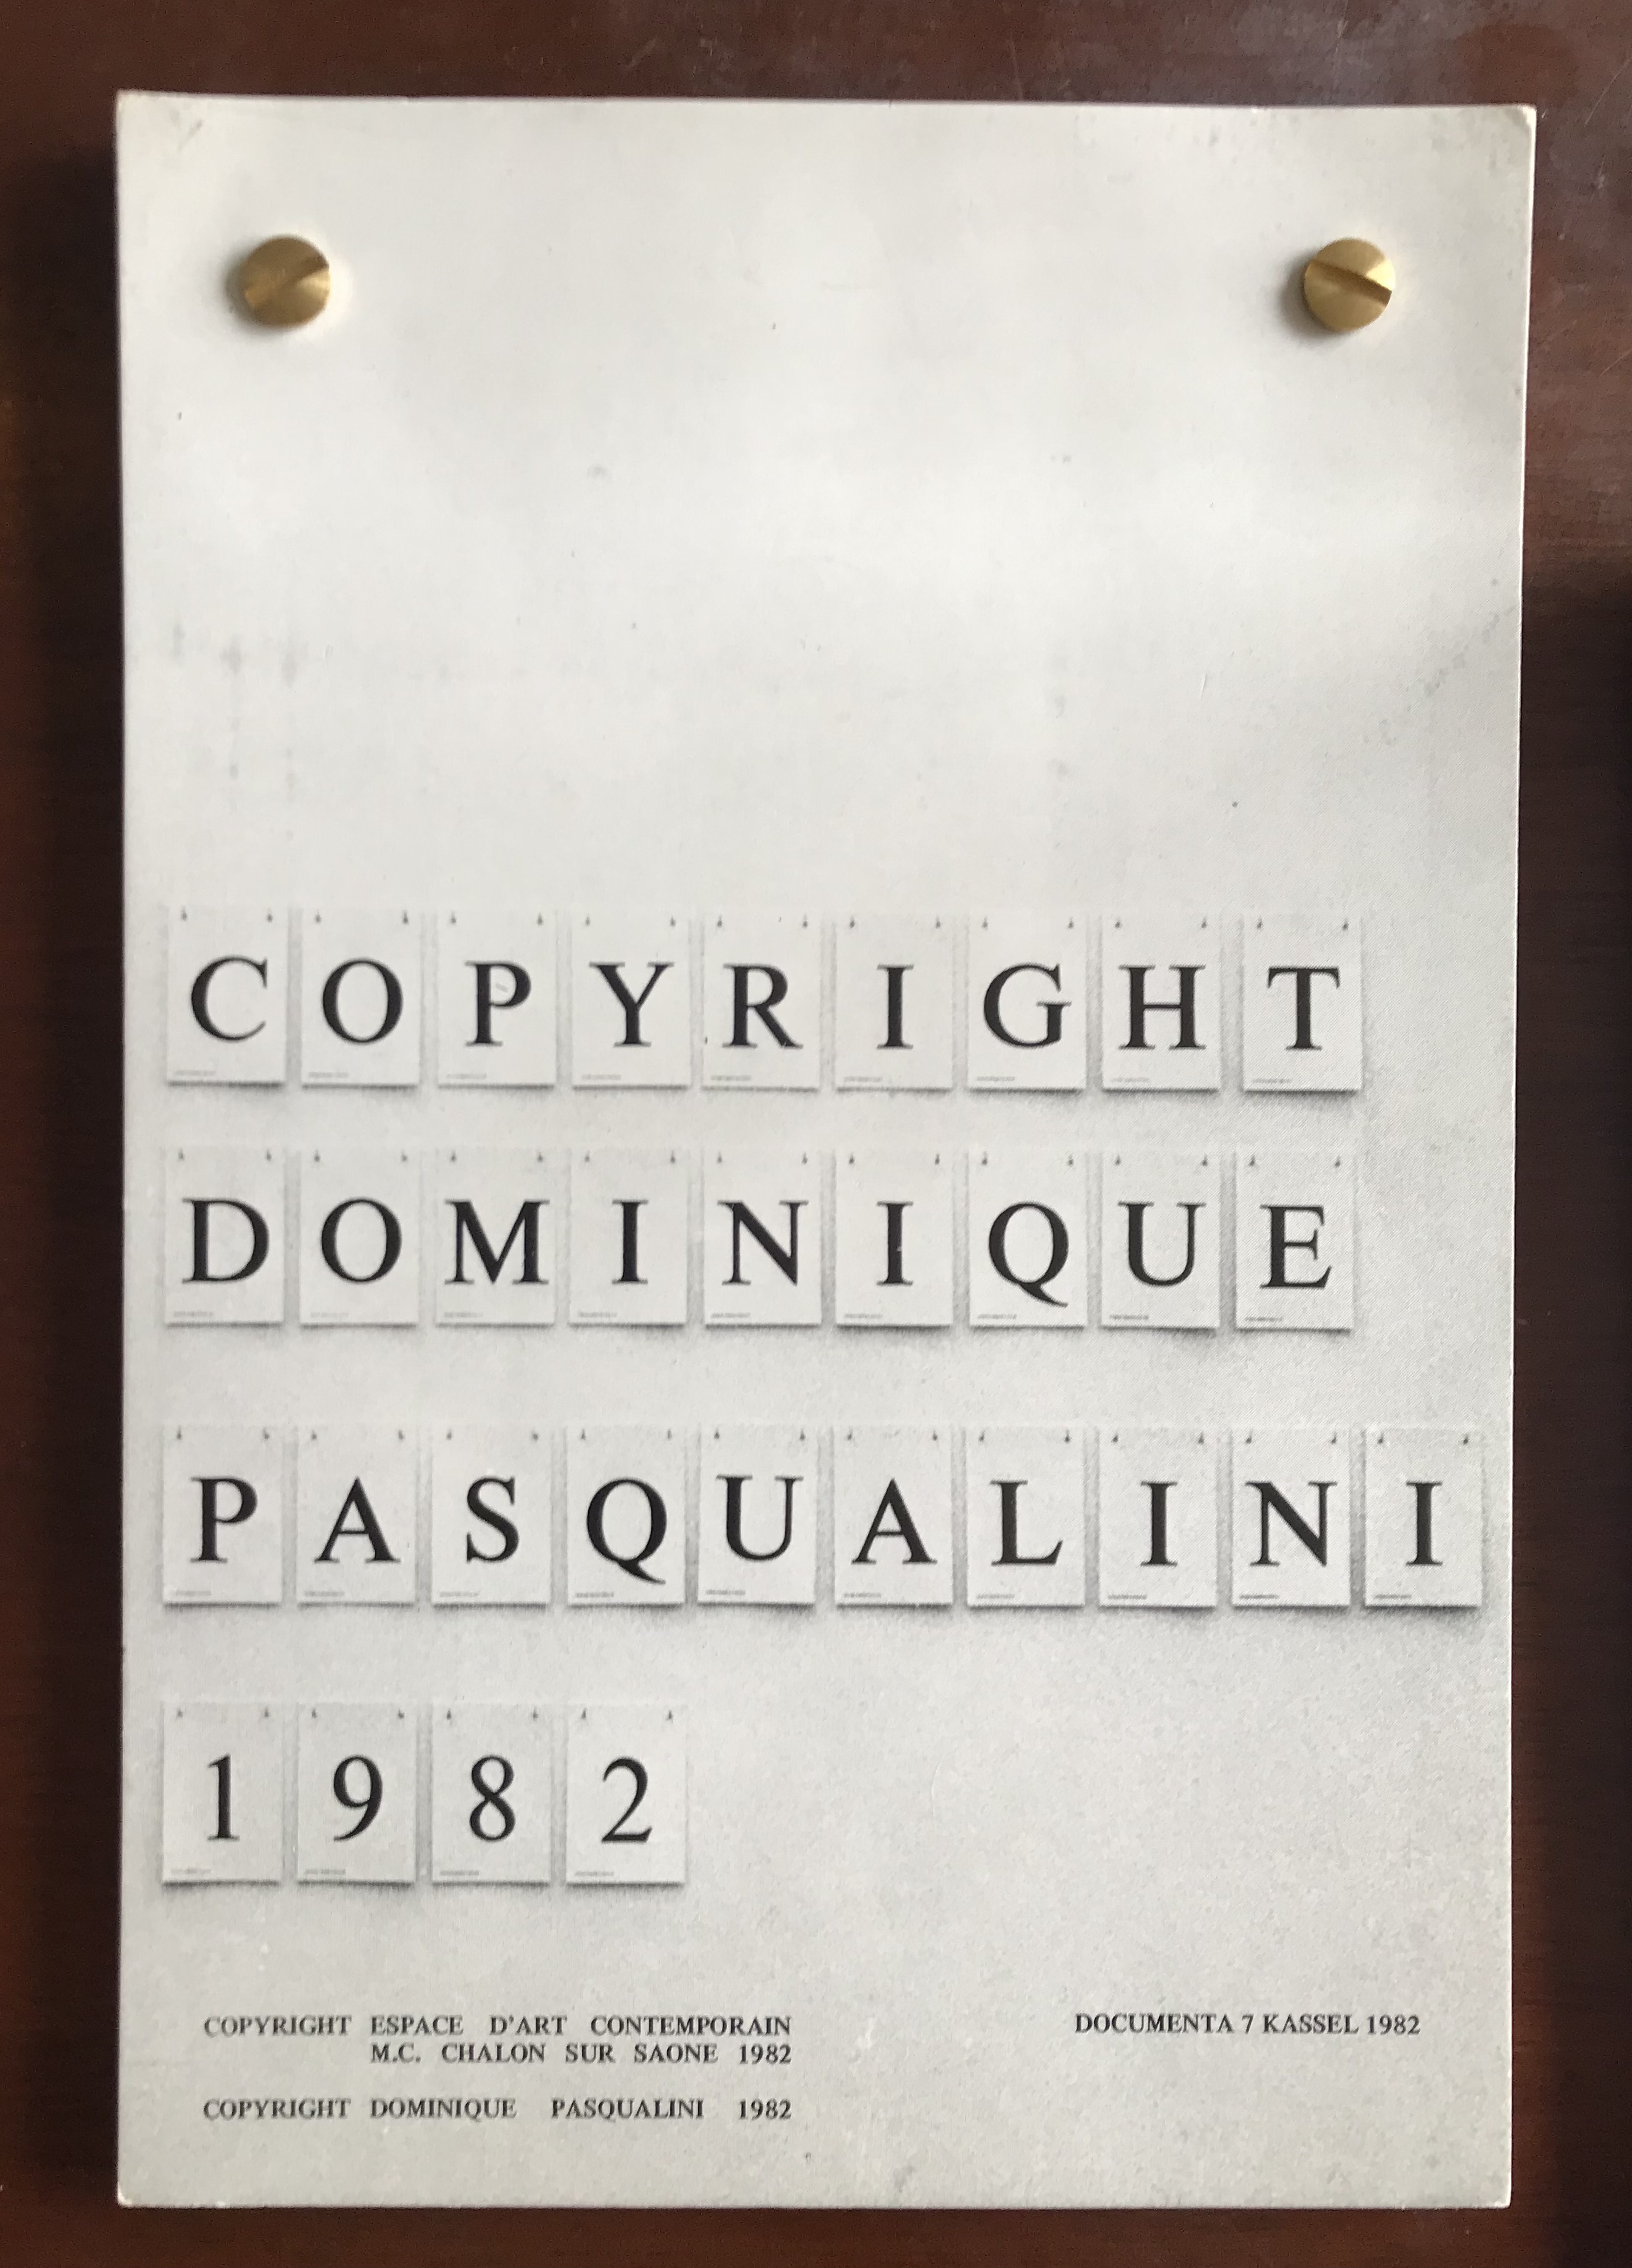 COPYRIGHT
DOMINIQUE
PASQUALINI
1982
COPYRIGHT ESPACE D'ART CONTEMPORAIN
M.C. CHALON SUR SAONE 1982
COPYRIGHT DOMINIQUE PASQUALINI 1982
DOCUMENTA 7 KASSEL 1982